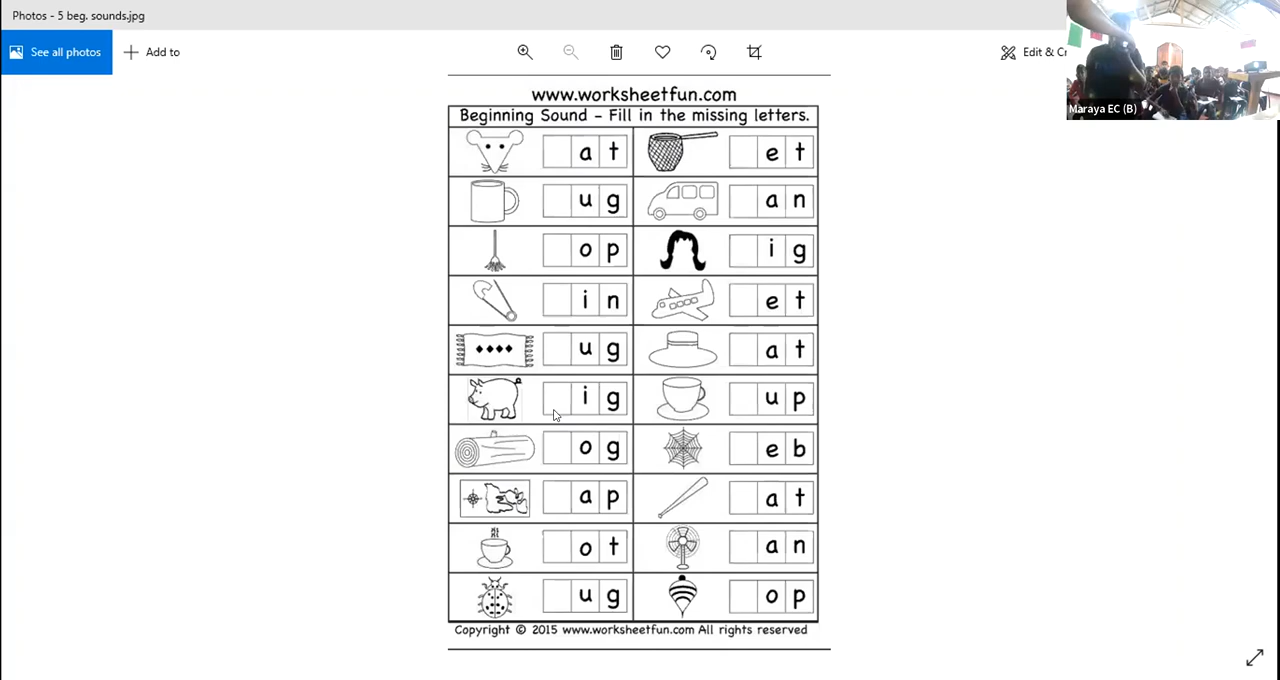 Photos - 5 beg. sounds.jpg
See all photos
Add to
Edit & Cr
Maraya EC (B)
www.worksheetfun.com
Beginning Sound – Fill in the missing letters.
a t
e t
u g
a n
o p
i g
i n
e t
u g
a t
i g
u p
o g
e b
a p
a t
o t
a n
u g
o p
Copyright © 2015 www.worksheetfun.com All rights reserved